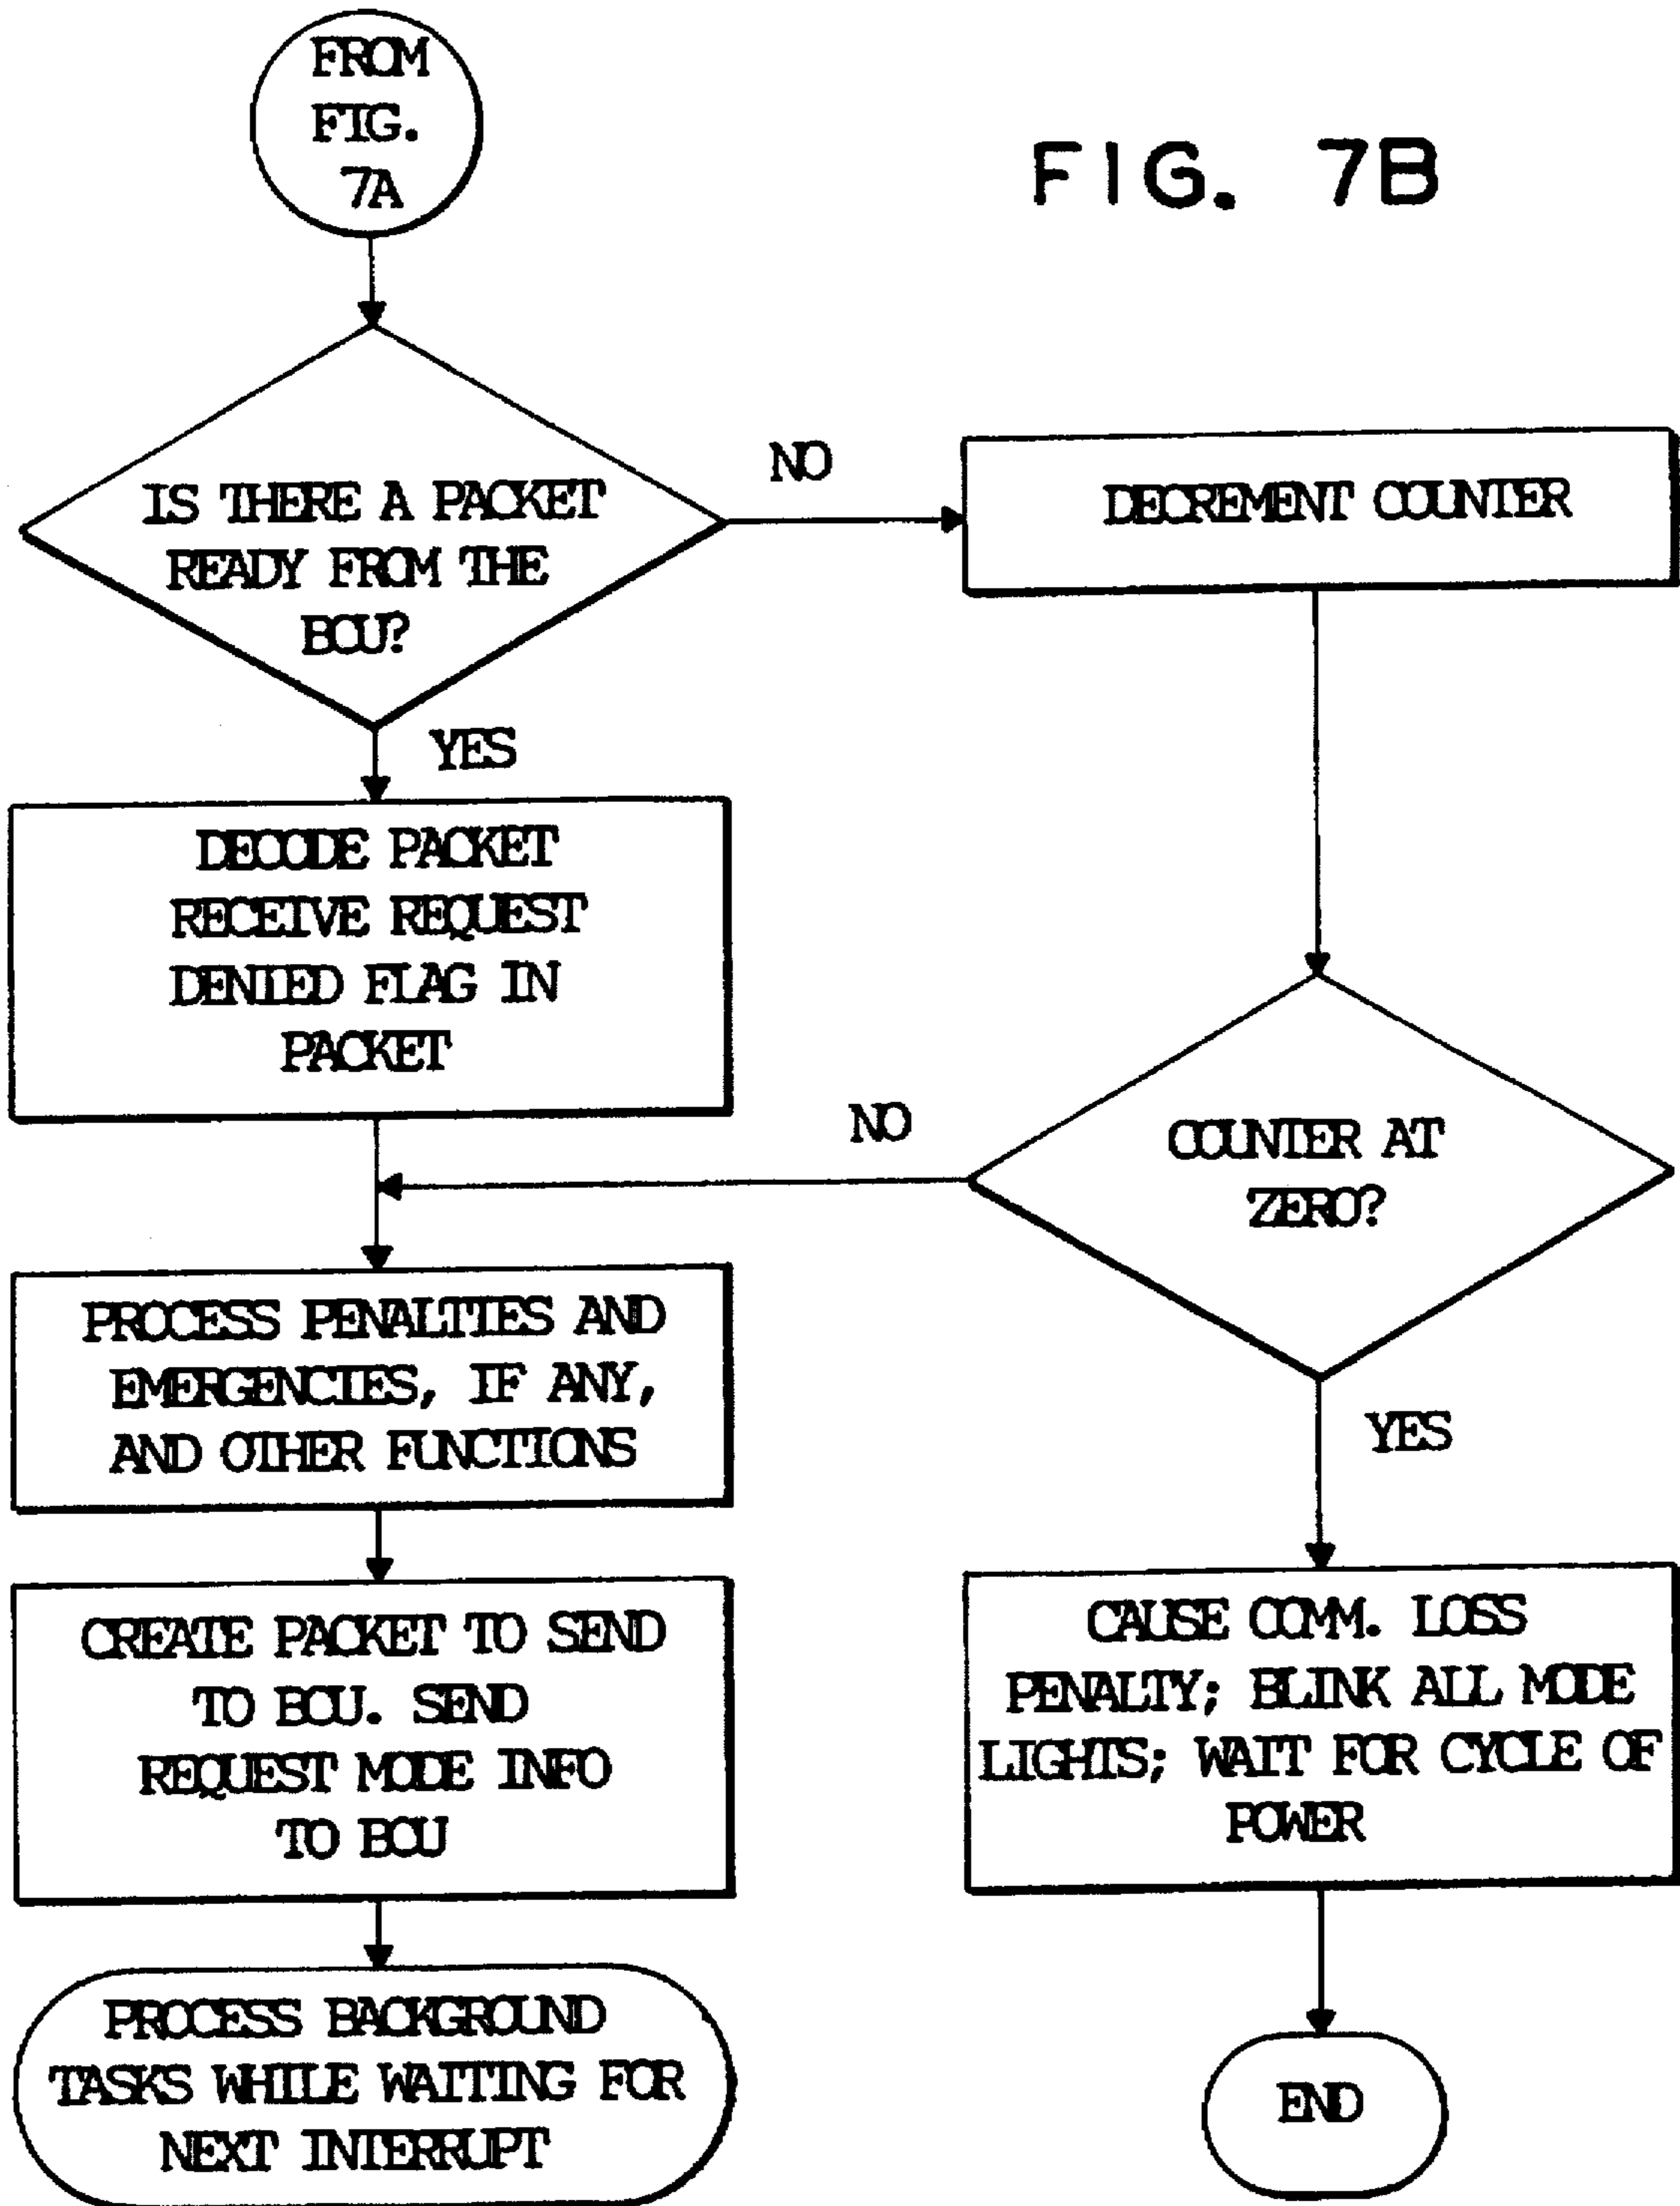 FROM
FIG.
7A
FIG. 7B
IS THERE A PACKET
READY FROM THE
BCU?
NO
DECREMENT COUNTER
YES
DECODE PACKET
RECEIVE REQUEST
DENIED FLAG IN
PACKET
NO
COUNTER AT
ZERO?
PROCESS PENALTIES AND
EMERGENCIES, IF ANY,
AND OTHER FUNCTIONS
YES
CREATE PACKET TO SEND
TO BCU. SEND
REQUEST MODE INFO
TO BCU
CAUSE COMM. LOSS
PENALTY; BLINK ALL MODE
LIGHTS; WAIT FOR CYCLE OF
POWER
PROCESS BACKGROUND
TASKS WHILE WAITING FOR
NEXT INTERRUPT
END